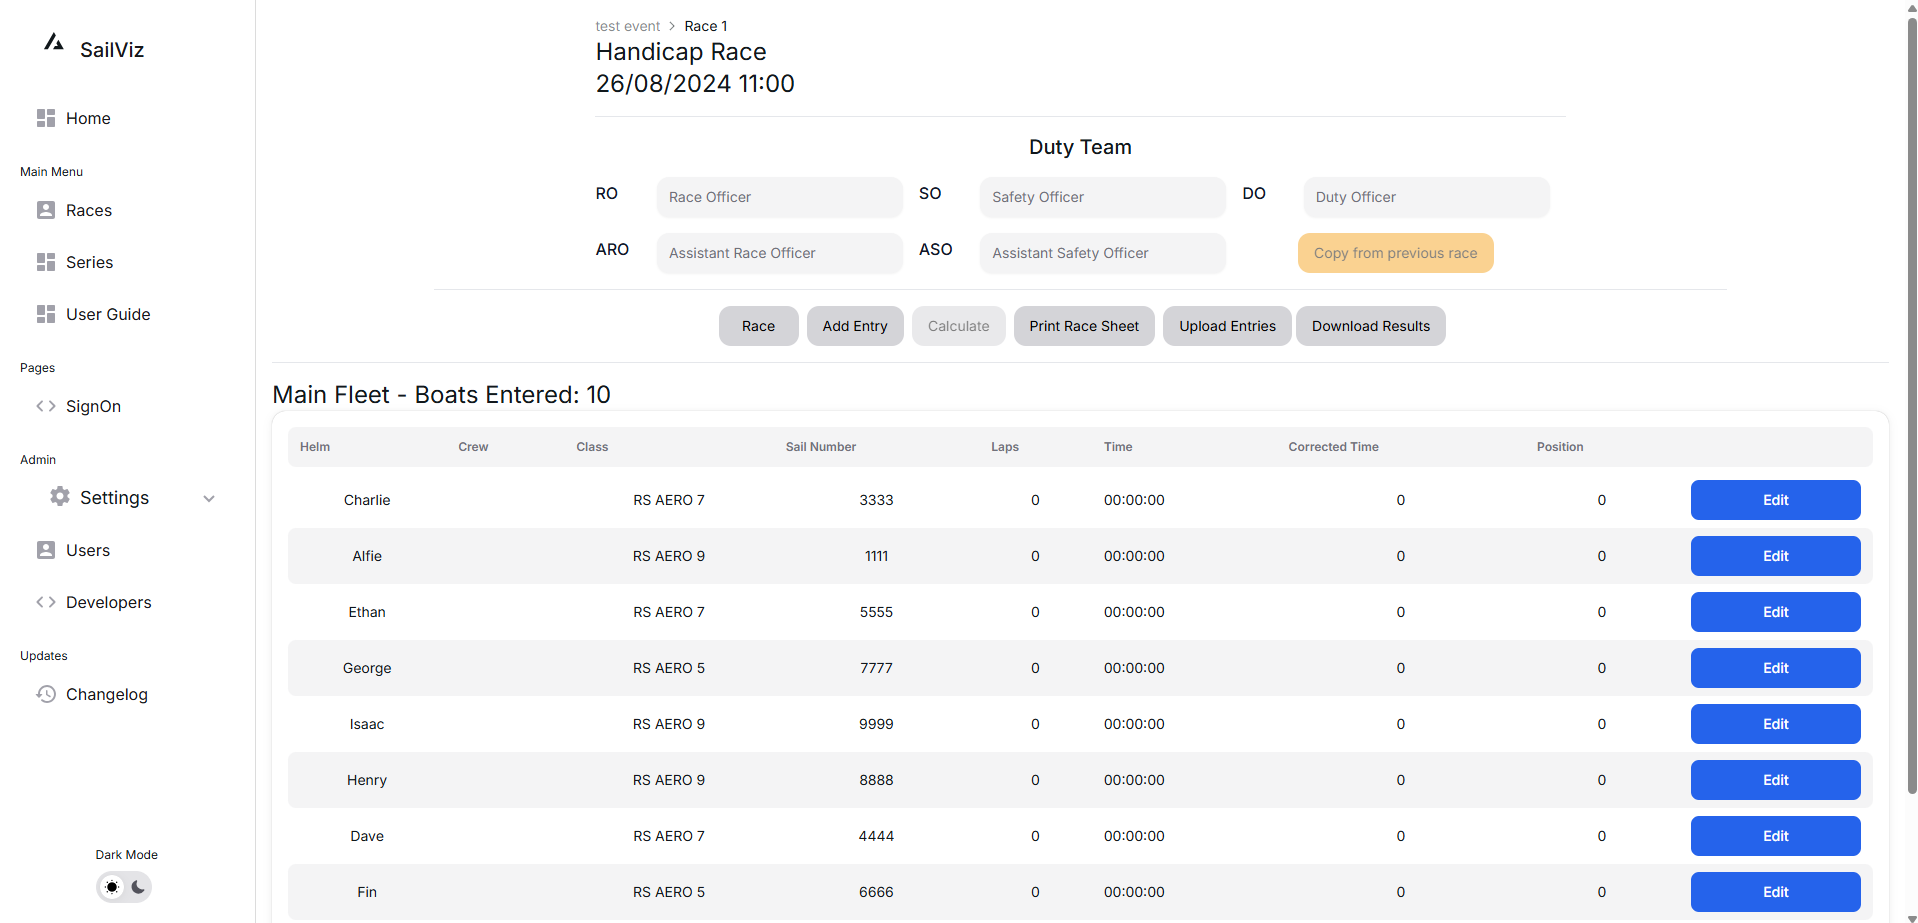 SailViz
Home
Main Menu
Races
Series
User Guide
Pages
SignOn
Admin
Settings
Users
Developers
Updates
Changelog
Dark Mode
test event > Race 1
Handicap Race
26/08/2024 11:00
Duty Team
RO Race Officer SO Safety Officer DO Duty Officer
ARO Assistant Race Officer ASO Assistant Safety Officer Copy from previous race
Race Add Entry Calculate Print Race Sheet Upload Entries Download Results
Main Fleet - Boats Entered: 10
Helm Crew Class Sail Number Laps Time Corrected Time Position
Charlie RS AERO 7 3333 0 00:00:00 0 0 Edit
Alfie RS AERO 9 1111 0 00:00:00 0 0 Edit
Ethan RS AERO 7 5555 0 00:00:00 0 0 Edit
George RS AERO 5 7777 0 00:00:00 0 0 Edit
Isaac RS AERO 9 9999 0 00:00:00 0 0 Edit
Henry RS AERO 9 8888 0 00:00:00 0 0 Edit
Dave RS AERO 7 4444 0 00:00:00 0 0 Edit
Fin RS AERO 5 6666 0 00:00:00 0 0 Edit